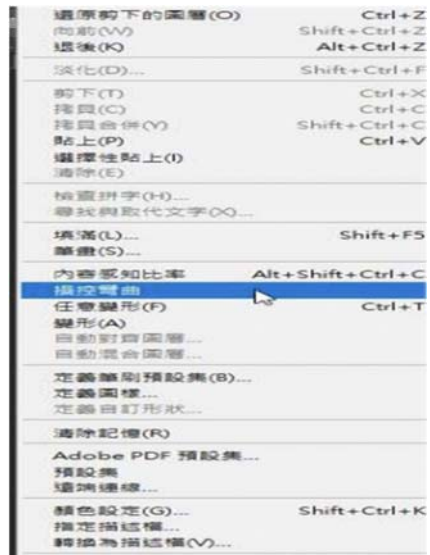 還原剪下的圖層(O) Ctrl+Z
向前(W) Shift+Ctrl+Z
退後(K) Alt+Ctrl+Z
淡化(D)... Shift+Ctrl+F
剪下(T) Ctrl+X
拷貝(C) Ctrl+C
拷貝合併(Y) Shift+Ctrl+C
貼上(P) Ctrl+V
選擇性貼上(I)
清除(E)
檢查拼字(H)...
尋找與取代文字(X)...
填滿(L)... Shift+F5
筆畫(S)...
內容感知比率 Alt+Shift+Ctrl+C
操控彎曲
任意變形(F) Ctrl+T
變形(A)
自動對齊圖層...
自動混合圖層...
定義筆刷預設集(B)...
定義圖樣...
定義自訂形狀...
清除記憶(R)
Adobe PDF 預設集...
預設集
遠端連線...
顏色設定(G)... Shift+Ctrl+K
指定描述檔...
轉換為描述檔(V)...